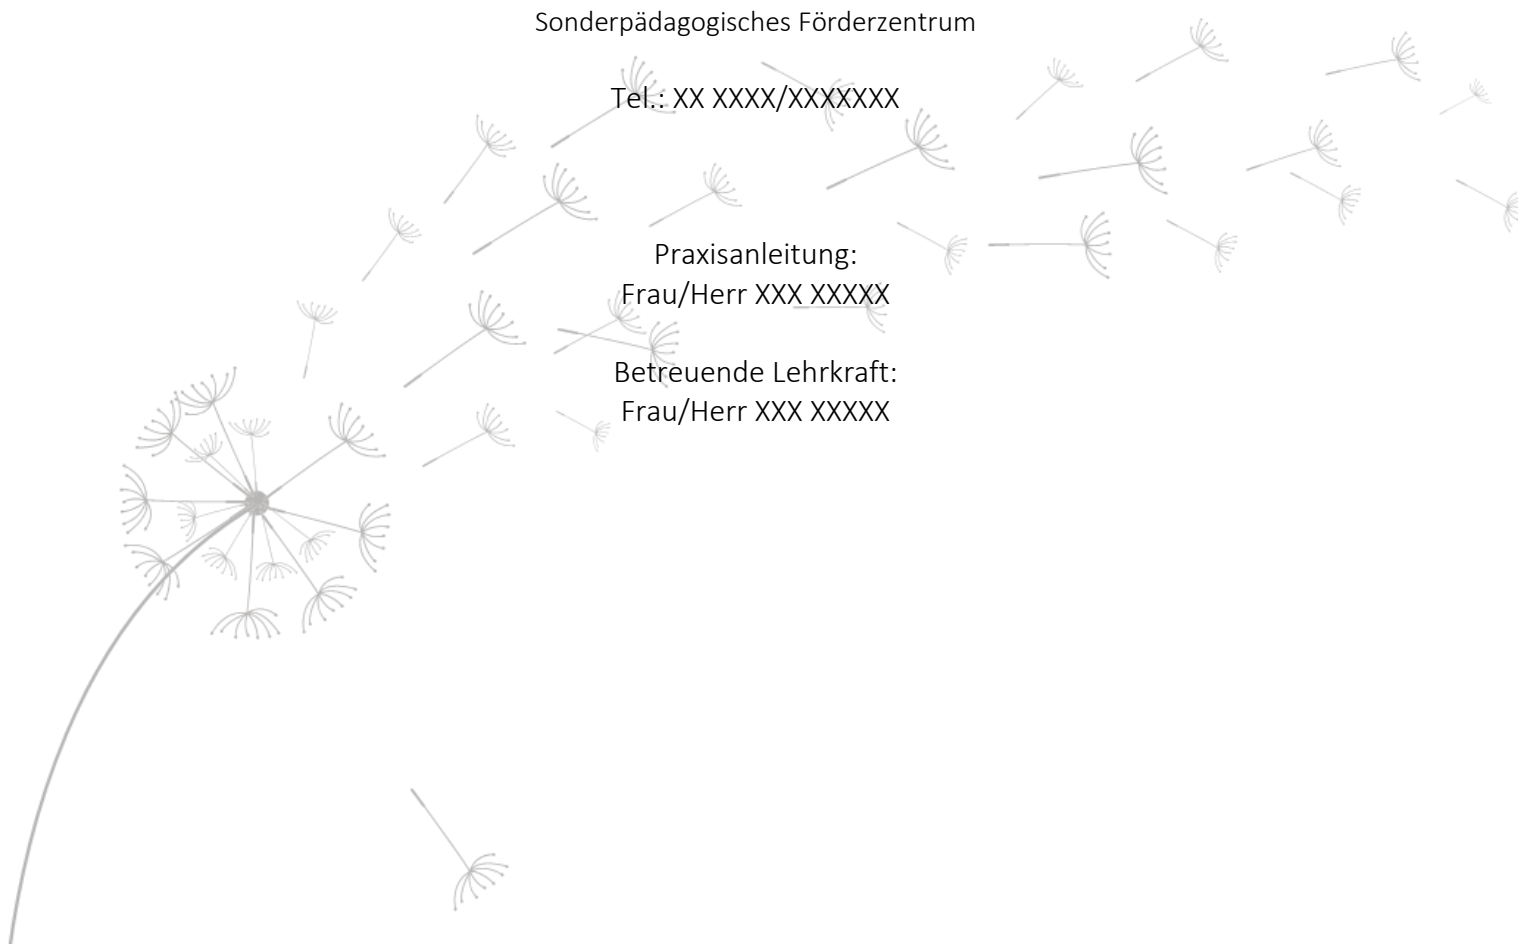 Sonderpädagogisches Förderzentrum
Tel.: XX XXXX/XXXXXXX
Praxisanleitung:
Frau/Herr XXX XXXXX
Betreuende Lehrkraft:
Frau/Herr XXX XXXXX